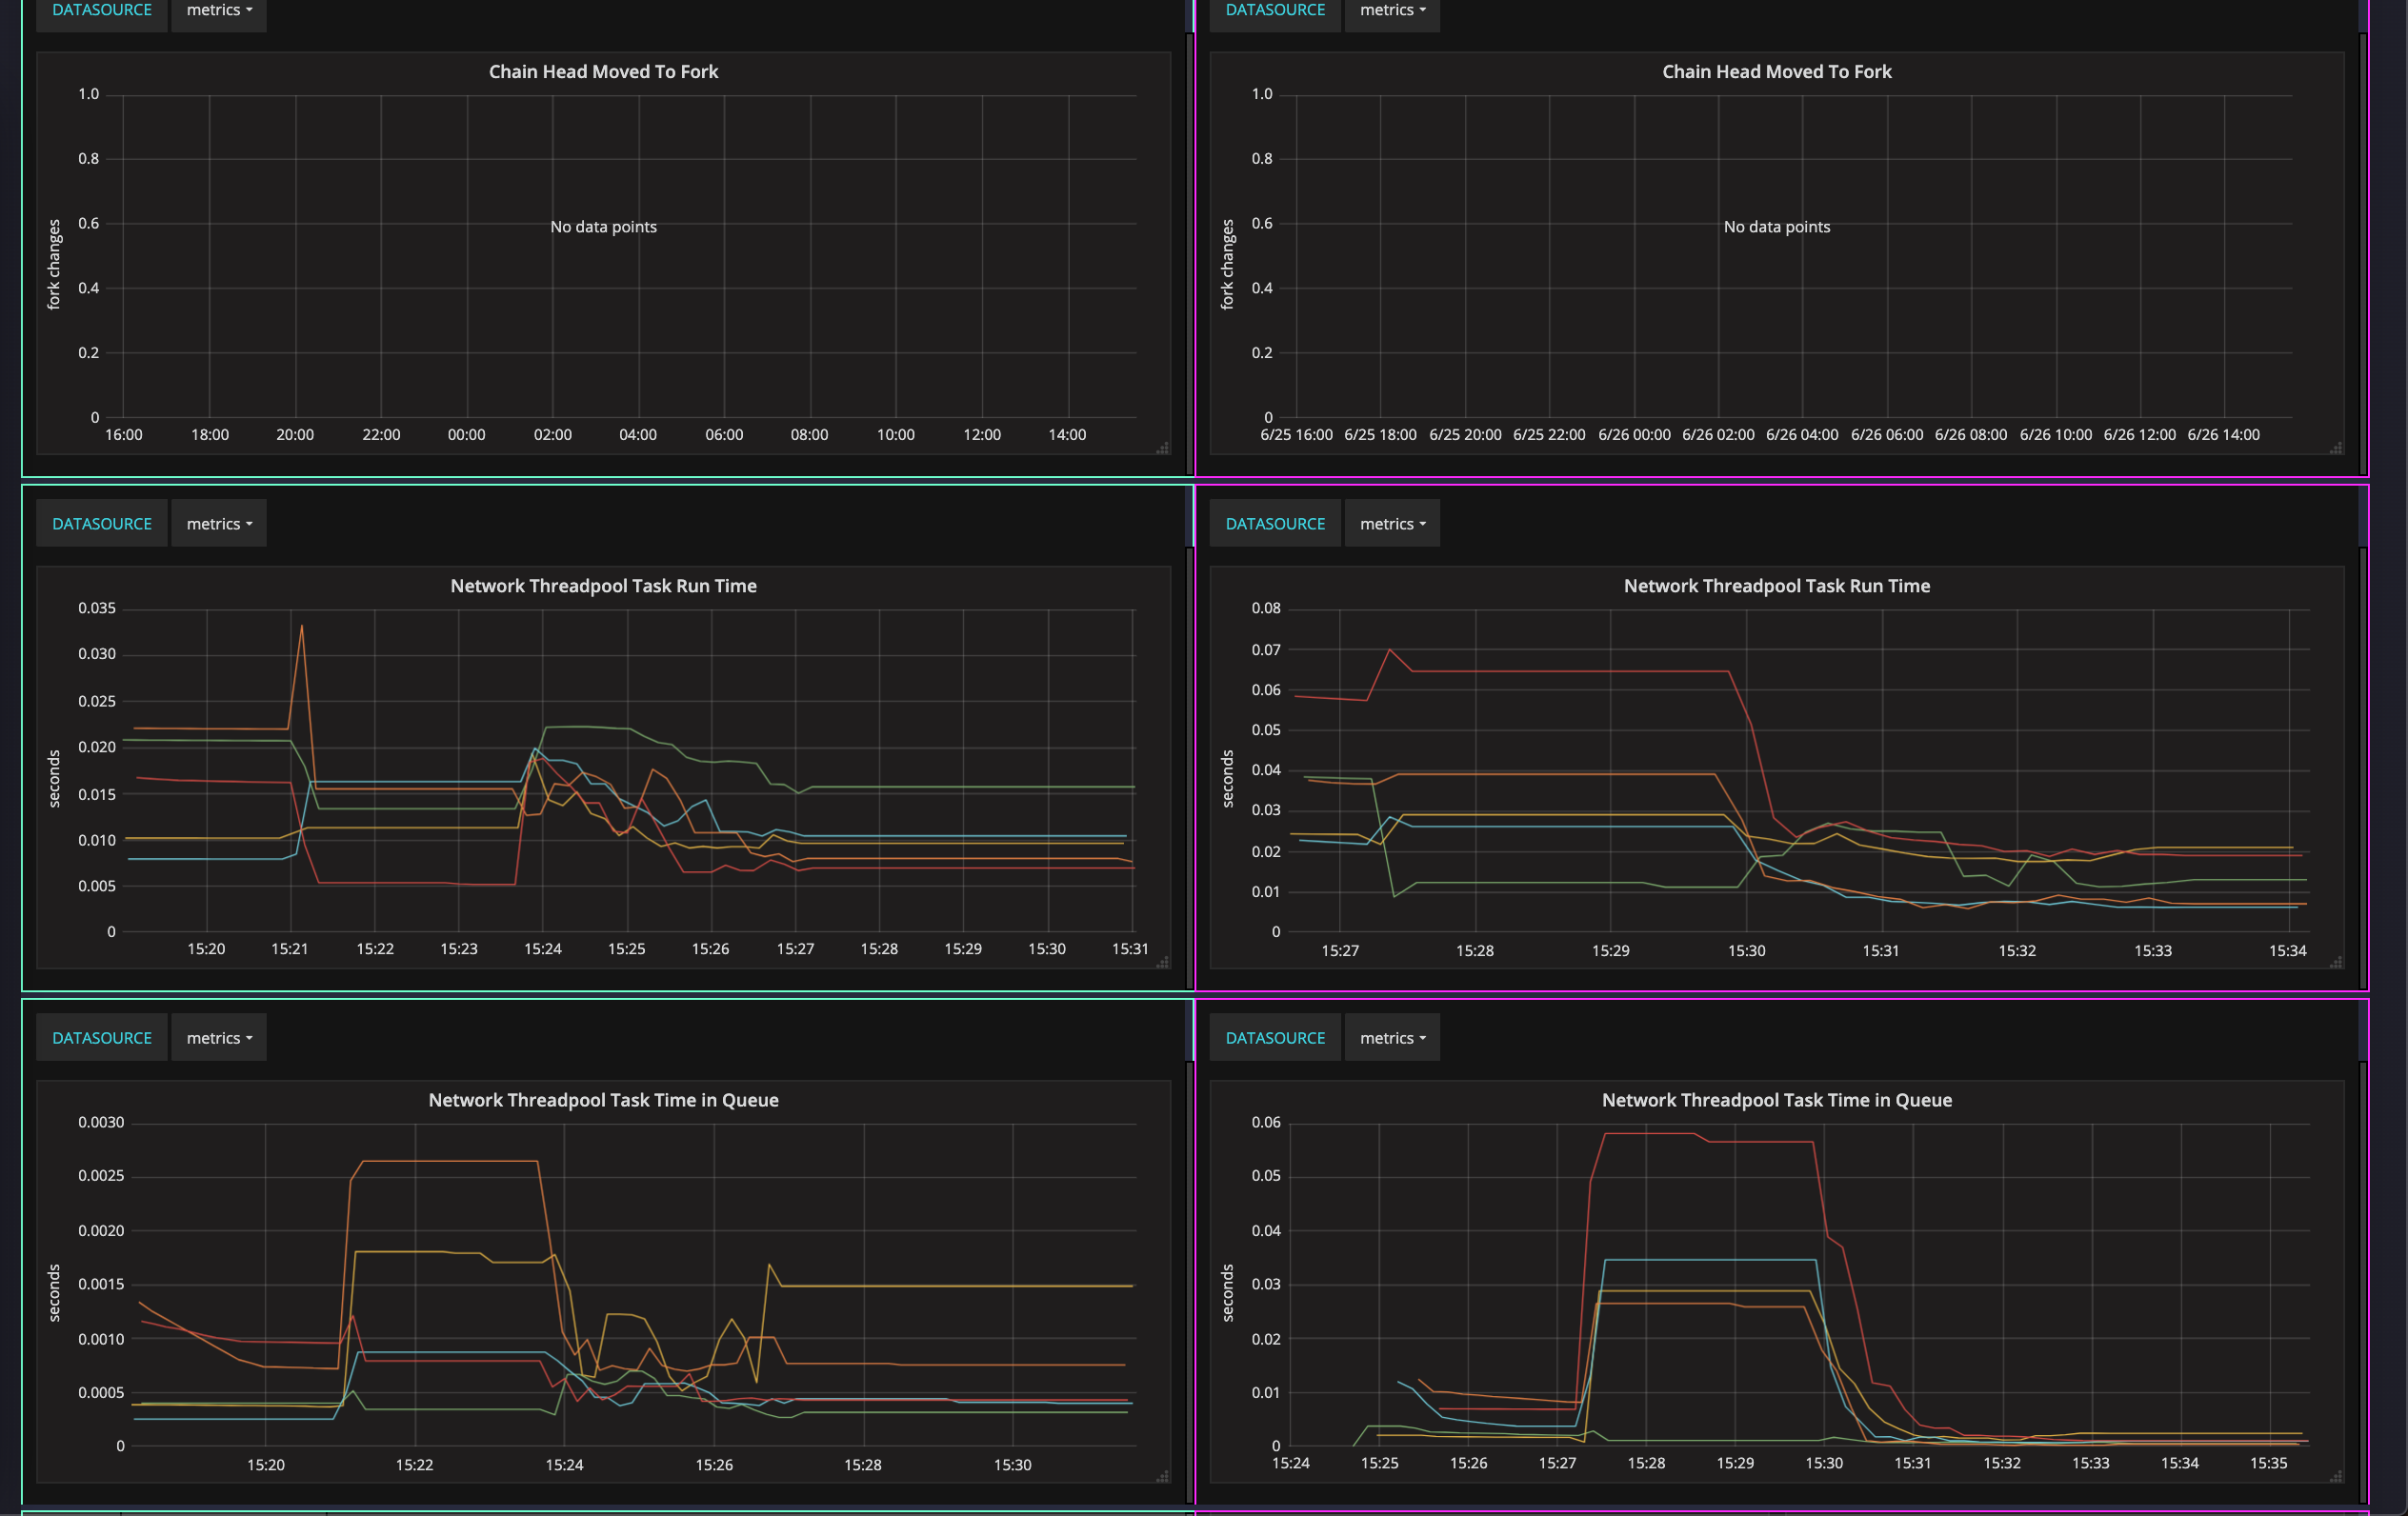 DATASOURCE metrics
Chain Head Moved To Fork
fork changes
1.0
0.8
0.6
0.4
0.2
0
No data points
16:00 18:00 20:00 22:00 00:00 02:00 04:00 06:00 08:00 10:00 12:00 14:00
DATASOURCE metrics
Chain Head Moved To Fork
fork changes
1.0
0.8
0.6
0.4
0.2
0
No data points
6/25 16:00 6/25 18:00 6/25 20:00 6/25 22:00 6/26 00:00 6/26 02:00 6/26 04:00 6/26 06:00 6/26 08:00 6/26 10:00 6/26 12:00 6/26 14:00
DATASOURCE metrics
Network Threadpool Task Run Time
seconds
0.035
0.030
0.025
0.020
0.015
0.010
0.005
0
15:20 15:21 15:22 15:23 15:24 15:25 15:26 15:27 15:28 15:29 15:30 15:31
DATASOURCE metrics
Network Threadpool Task Run Time
seconds
0.08
0.07
0.06
0.05
0.04
0.03
0.02
0.01
0
15:27 15:28 15:29 15:30 15:31 15:32 15:33 15:34
DATASOURCE metrics
Network Threadpool Task Time in Queue
seconds
0.0030
0.0025
0.0020
0.0015
0.0010
0.0005
0
15:20 15:22 15:24 15:26 15:28 15:30
DATASOURCE metrics
Network Threadpool Task Time in Queue
seconds
0.06
0.05
0.04
0.03
0.02
0.01
0
15:24 15:25 15:26 15:27 15:28 15:29 15:30 15:31 15:32 15:33 15:34 15:35